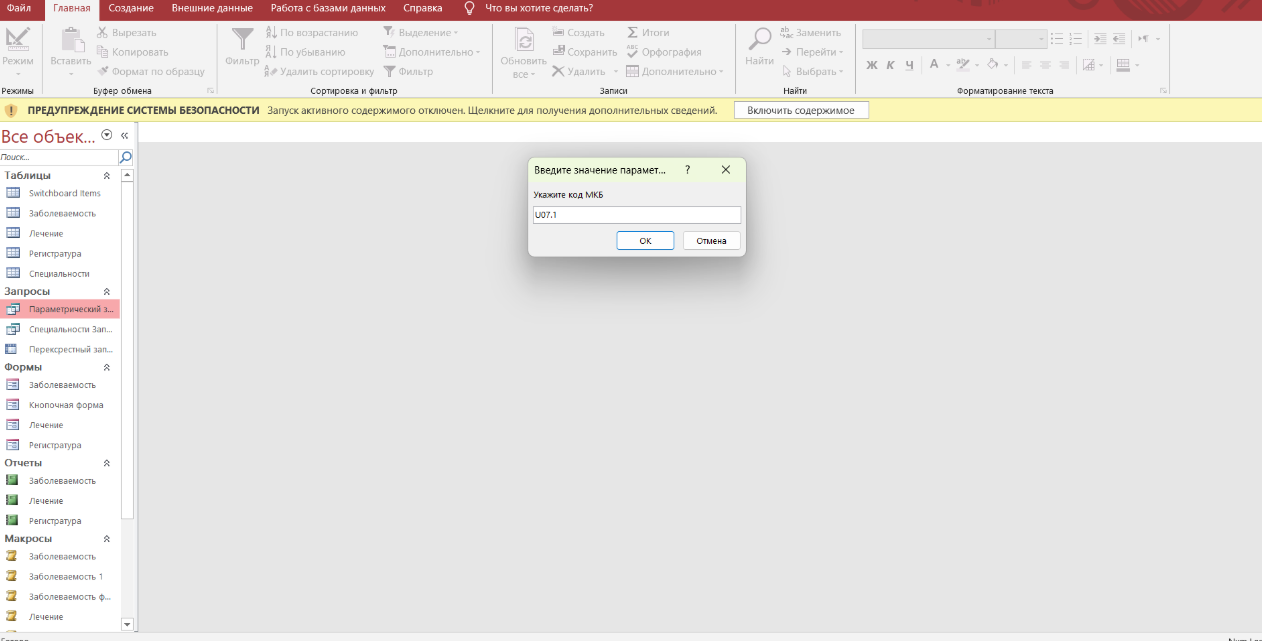 Файл Главная Создание Внешние данные Работа с базами данных Справка Что вы хотите сделать?
Режим
Режимы
Вставить
Вырезать
Копировать
Формат по образцу
Буфер обмена
Фильтр
По возрастанию
По убыванию
Удалить сортировку
Выделение
Дополнительно
Фильтр
Сортировка и фильтр
Обновить
все
Создать
Сохранить
Удалить
Итоги
Орфография
Дополнительно
Записи
Найти
Заменить
Перейти
Выбрать
Найти
Ж К Ч А
Форматирование текста
ПРЕДУПРЕЖДЕНИЕ СИСТЕМЫ БЕЗОПАСНОСТИ Запуск активного содержимого отключен. Щелкните для получения дополнительных сведений. Включить содержимое
Все объек...
Поиск...
Таблицы
Switchboard Items
Заболеваемость
Лечение
Регистратура
Специальности
Запросы
Параметрический з...
Специальности Зап...
Перексрестный зап...
Формы
Заболеваемость
Кнопочная форма
Лечение
Регистратура
Отчеты
Заболеваемость
Лечение
Регистратура
Макросы
Заболеваемость
Заболеваемость 1
Заболеваемость ф...
Лечение
Введите значение парамет... ?
Укажите код МКБ
U07.1
ОК Отмена